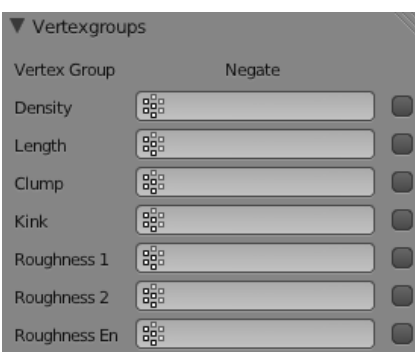 Vertexgroups
Vertex Group Negate
Density
Length
Clump
Kink
Roughness 1
Roughness 2
Roughness En